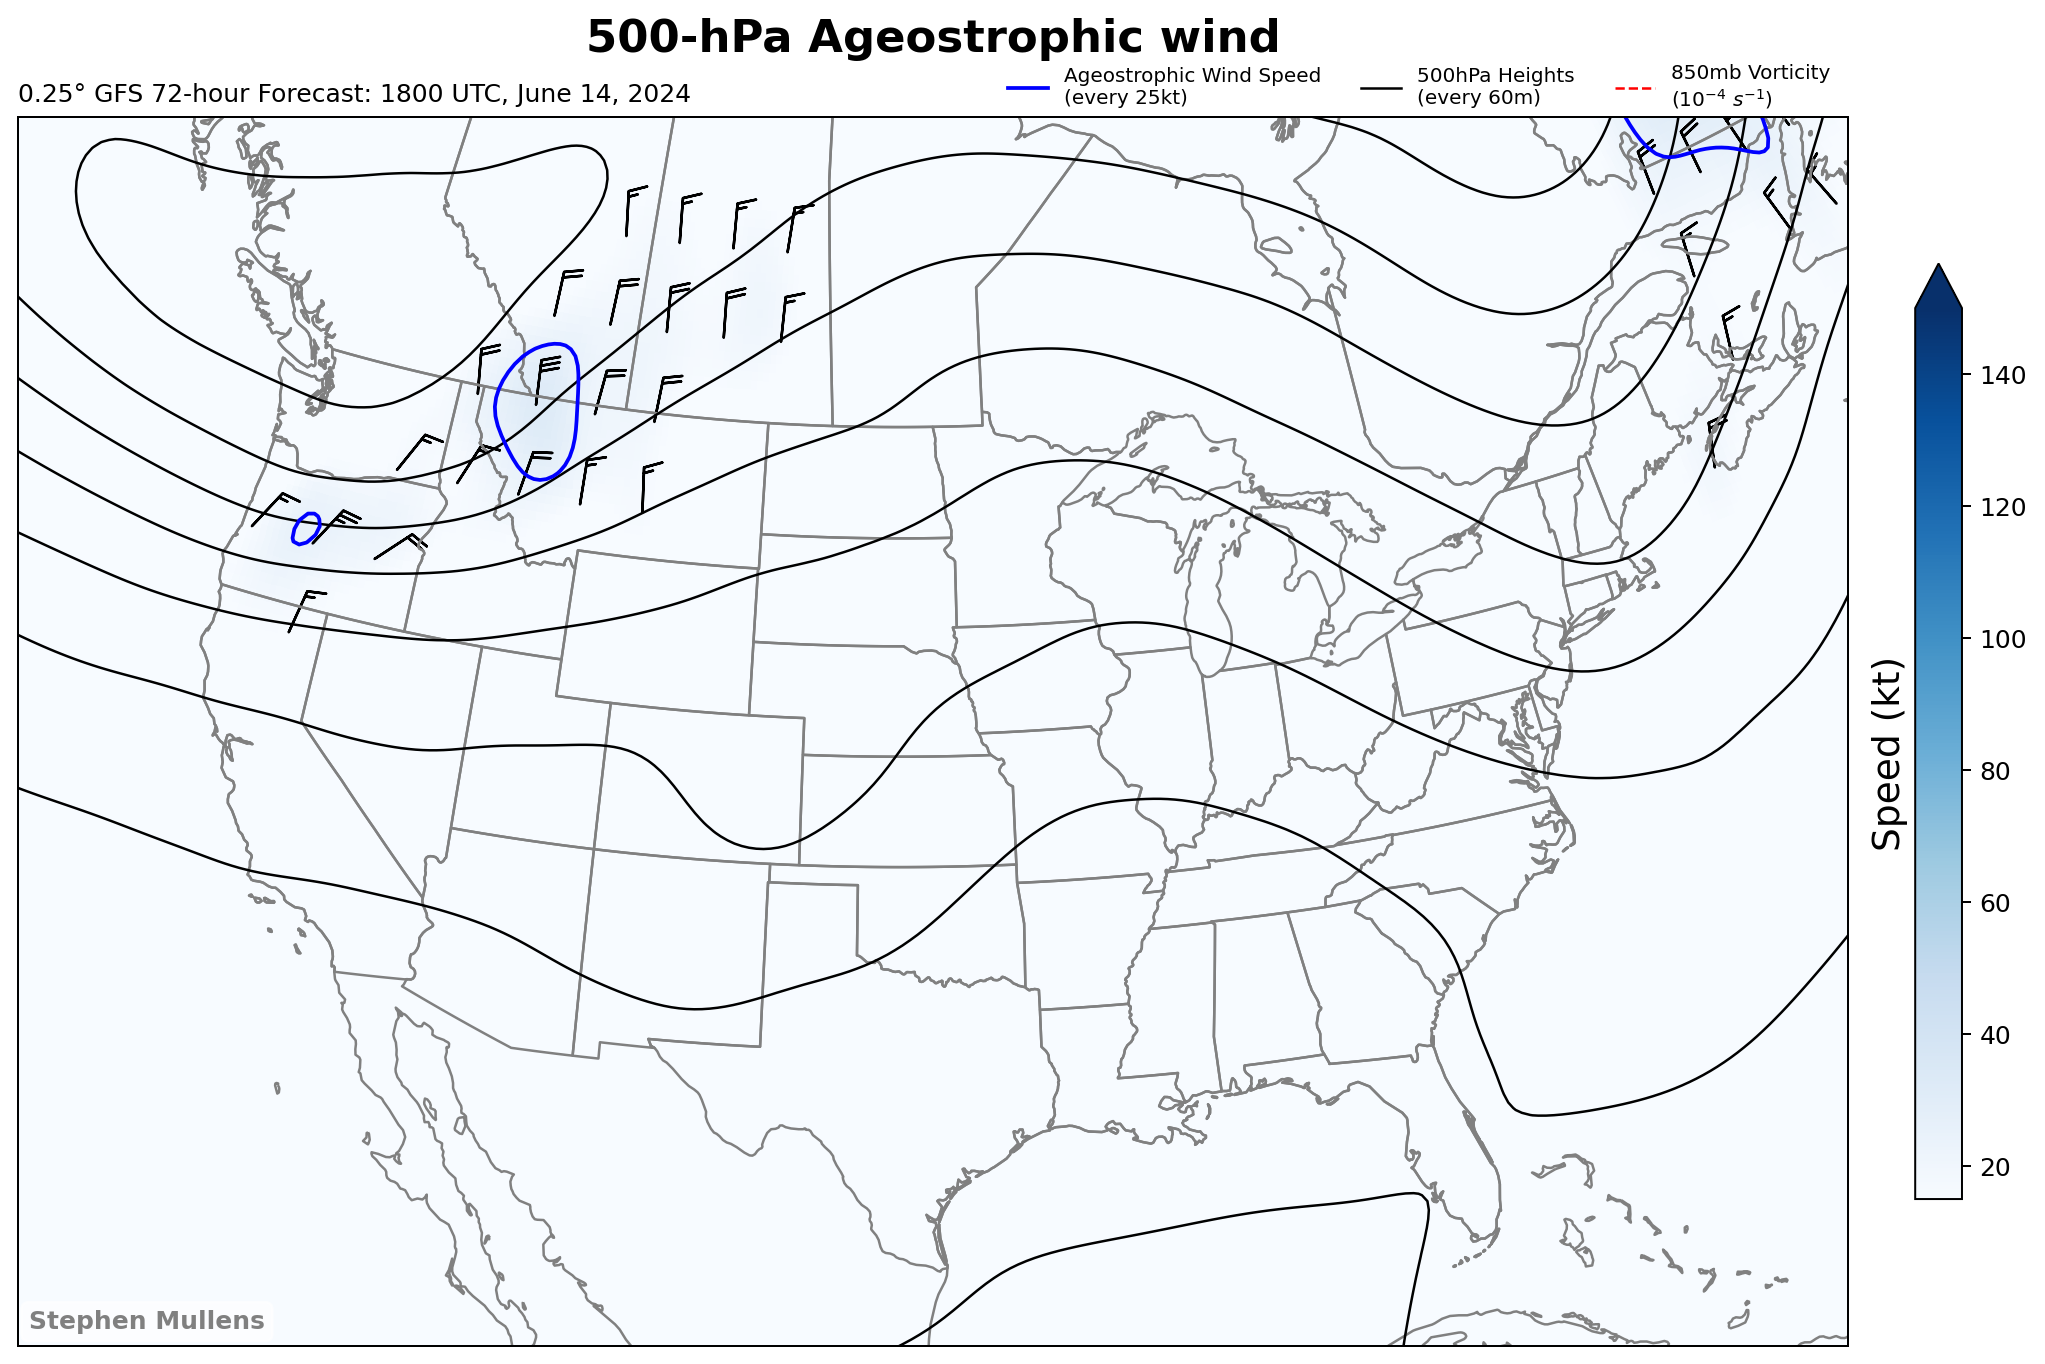 500-hPa Ageostrophic wind
0.25° GFS 72-hour Forecast: 1800 UTC, June 14, 2024
Ageostrophic Wind Speed
(every 25kt)
500hPa Heights
(every 60m)
850mb Vorticity
(10⁻⁴ s⁻¹)
140
120
100
80
60
40
20
Speed (kt)
Stephen Mullens